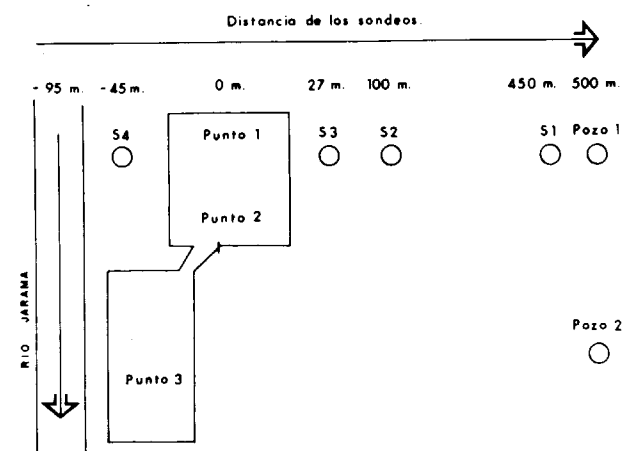 Distancia de los sondeos.
- 95 m. - 45 m. 0 m. 27 m. 100 m. 450 m. 500 m.
S4 Punto 1 S3 S2 S1 Pozo 1
Punto 2
RIO JARAMA
Pozo 2
Punto 3